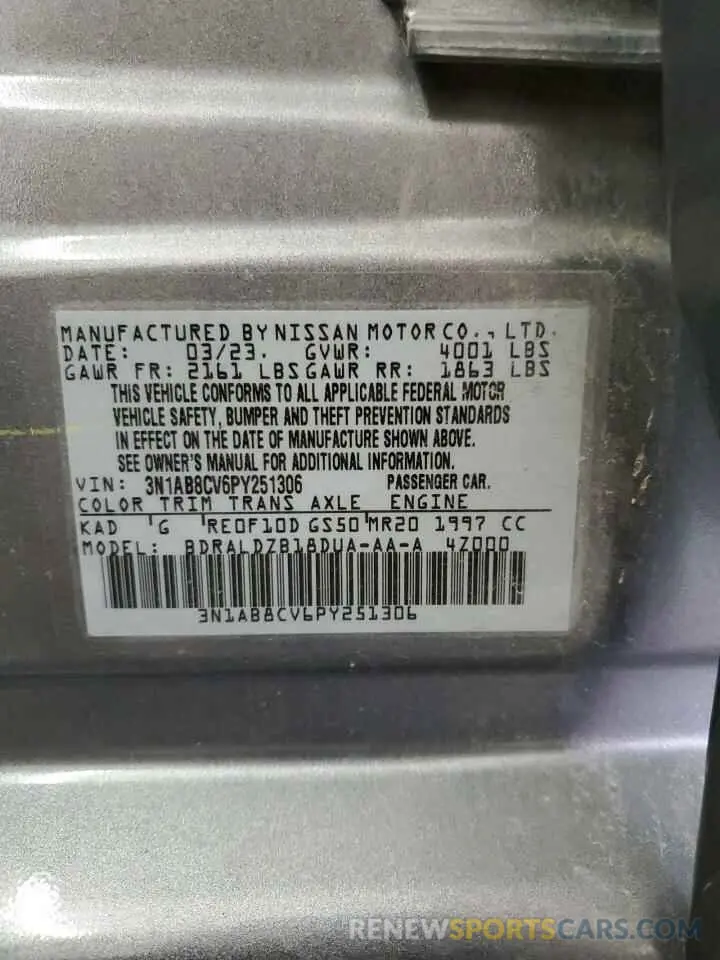 MANUFACTURED BY NISSAN MOTOR CO., LTD.
DATE: 03/23. GVWR: 4001 LBS
GAWR FR: 2161 LBS GAWR RR: 1863 LBS
THIS VEHICLE CONFORMS TO ALL APPLICABLE FEDERAL MOTOR
VEHICLE SAFETY, BUMPER AND THEFT PREVENTION STANDARDS
IN EFFECT ON THE DATE OF MANUFACTURE SHOWN ABOVE.
SEE OWNER'S MANUAL FOR ADDITIONAL INFORMATION.
VIN: 3N1AB8CV6PY251306 PASSENGER CAR.
COLOR TRIM TRANS AXLE ENGINE
KAD G RE0F10D GS50 MR20 1997 CC
MODEL: BDRALDZB18DUA-AA-A 4Z000
3N1AB8CV6PY251306
RENEWSPORTSCARS.COM